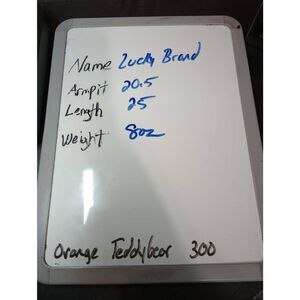 Name Lucky Brand
Armpit 20.5
Length 25
Weight 8oz
Orange Teddybear 300